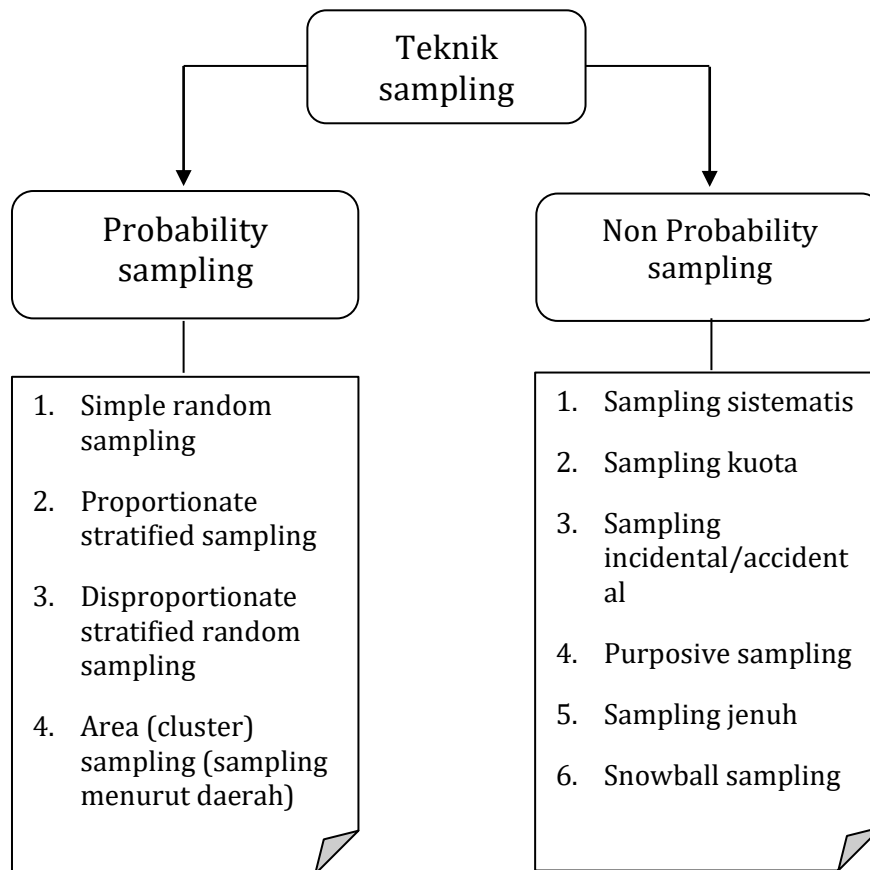 Teknik
sampling
Probability
sampling
Non Probability
sampling
1. Simple random
sampling
2. Proportionate
stratified sampling
3. Disproportionate
stratified random
sampling
4. Area (cluster)
sampling (sampling
menurut daerah)
1. Sampling sistematis
2. Sampling kuota
3. Sampling
incidental/accident
al
4. Purposive sampling
5. Sampling jenuh
6. Snowball sampling